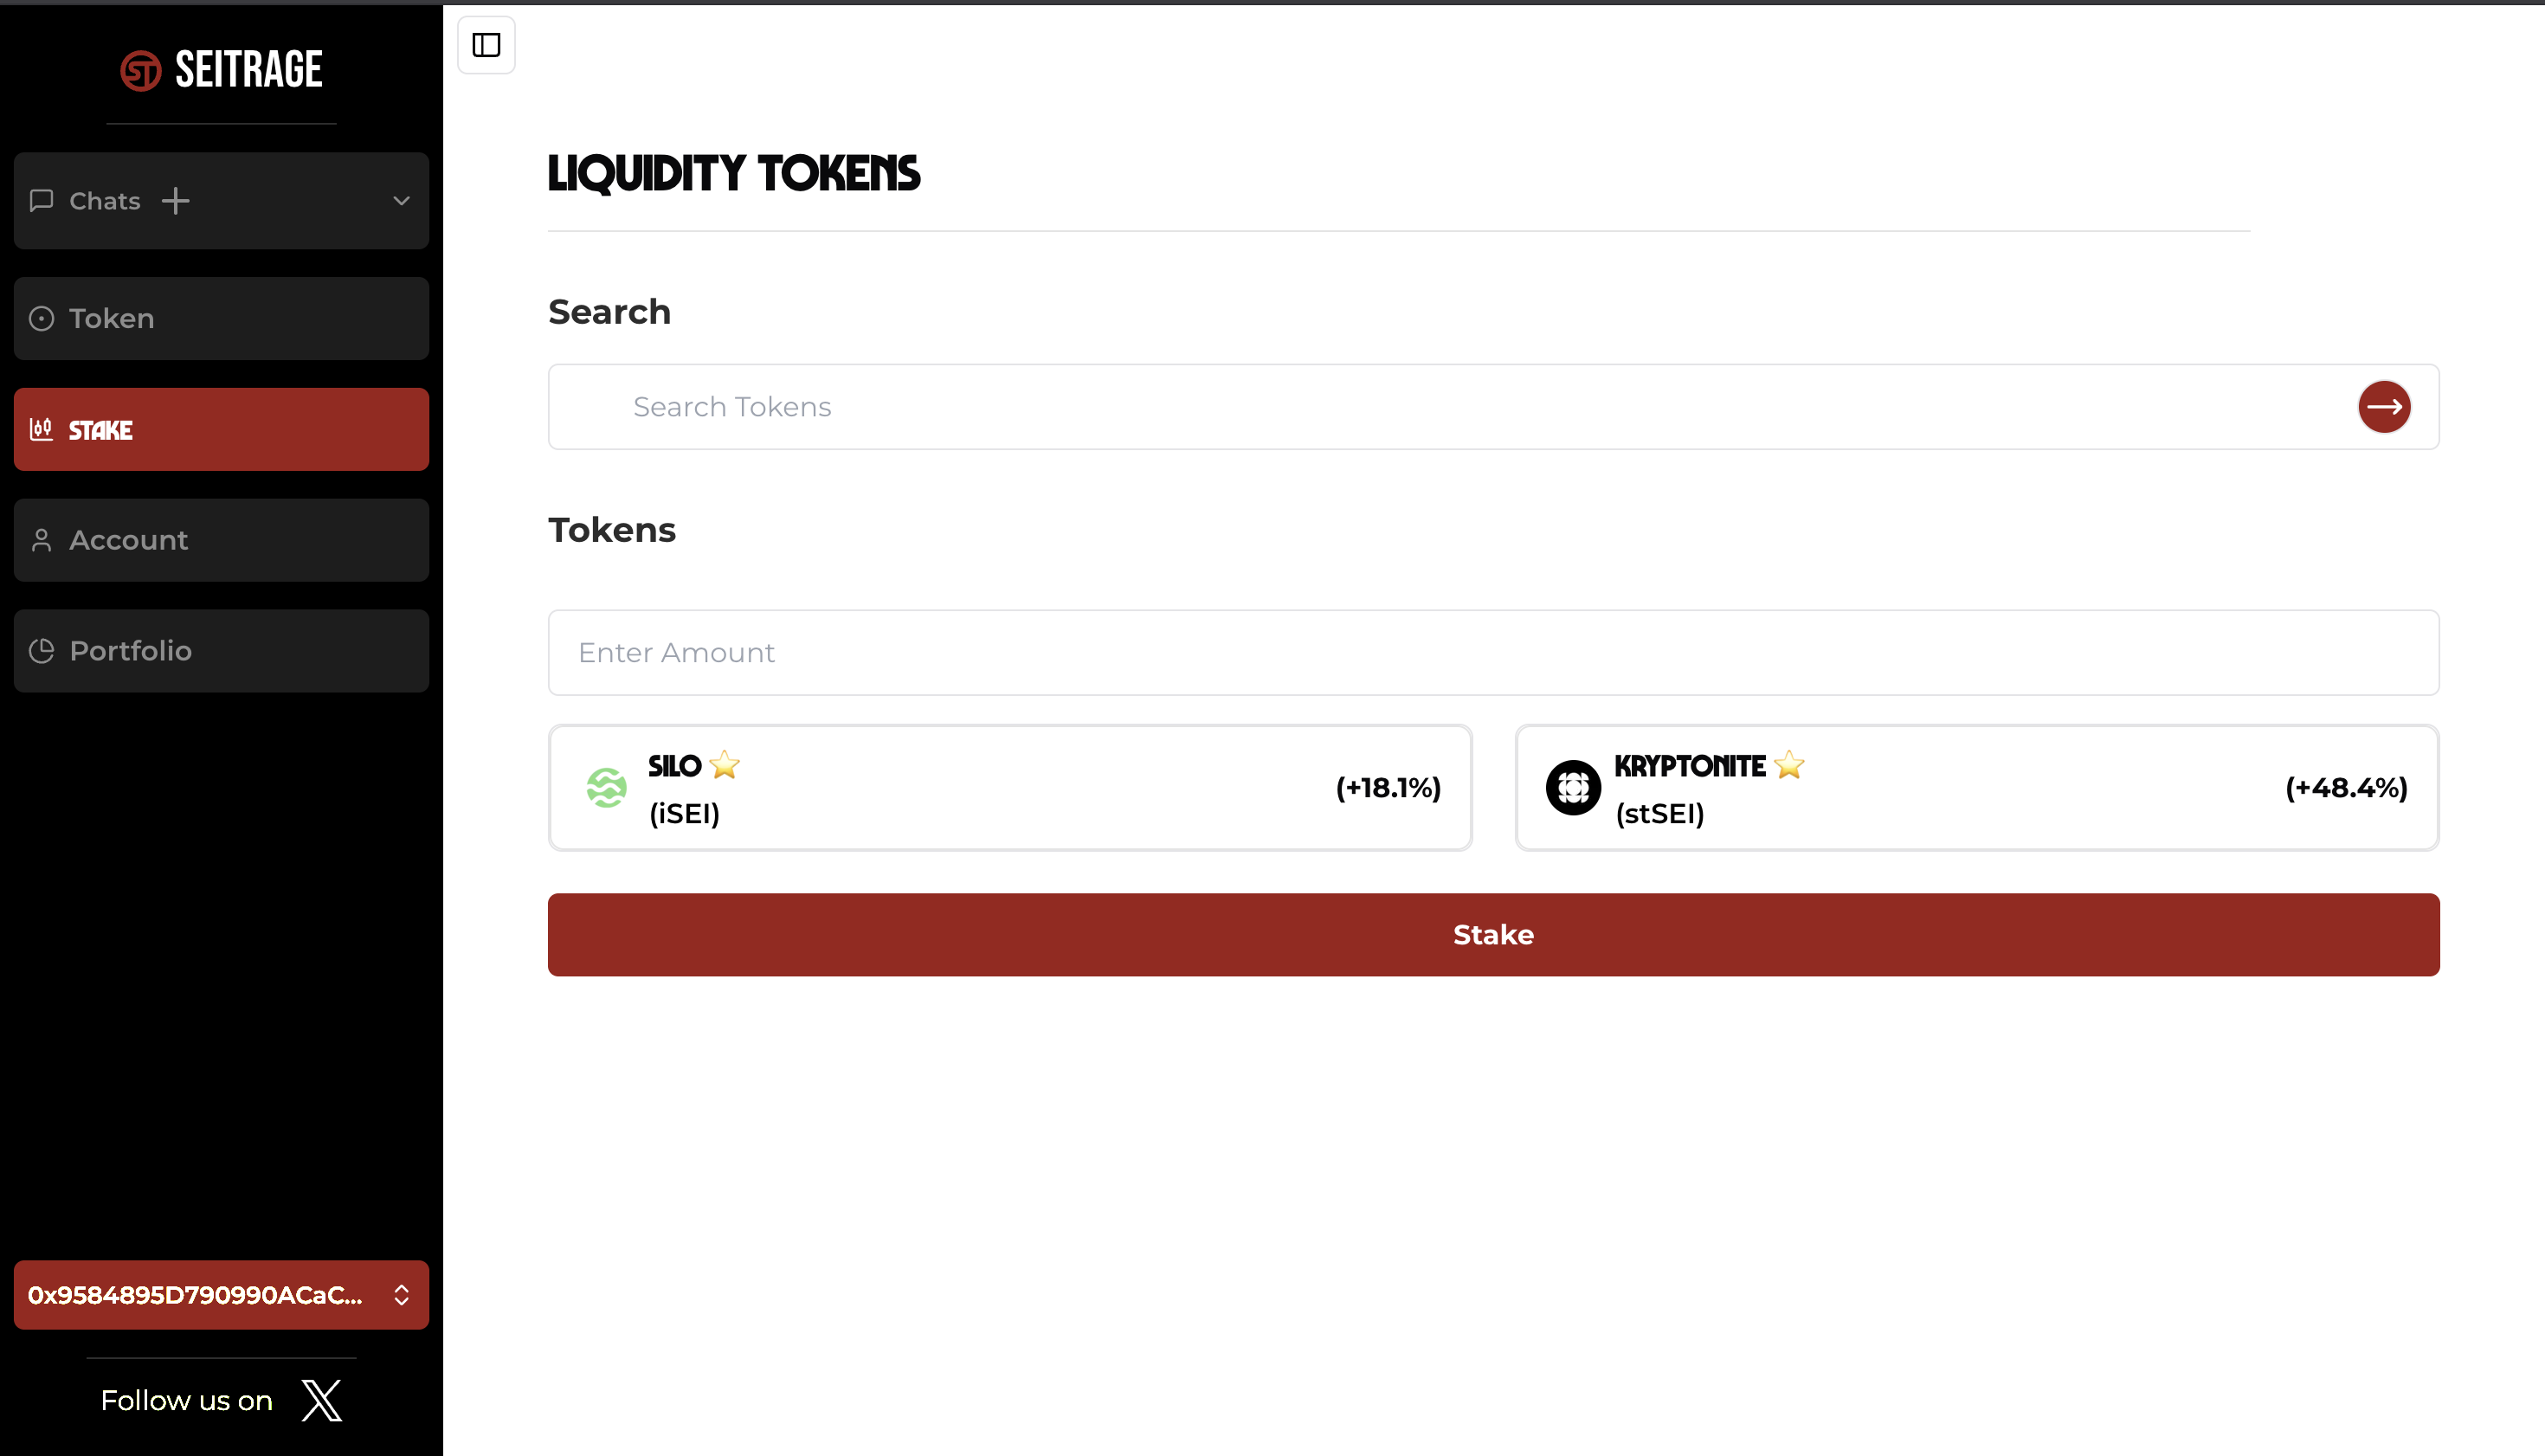 ST SEITRAGE
Chats
Token
STAKE
Account
Portfolio
0x9584895D790990ACaC...
Follow us on X
LIQUIDITY TOKENS
Search
Search Tokens
Tokens
Enter Amount
SILO ⭐
(iSEI)
(+18.1%)
KRYPTONITE ⭐
(stSEI)
(+48.4%)
Stake